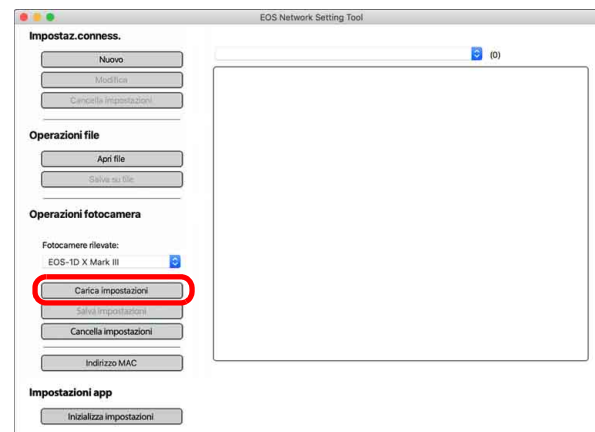 EOS Network Setting Tool
Impostaz.conness.
Nuovo
(0)
Modifica
Cancella impostazioni
Operazioni file
Apri file
Salva su file
Operazioni fotocamera
Fotocamere rilevate:
EOS-1D X Mark III
Carica impostazioni
Salva impostazioni
Cancella impostazioni
Indirizzo MAC
Impostazioni app
Inizializza impostazioni